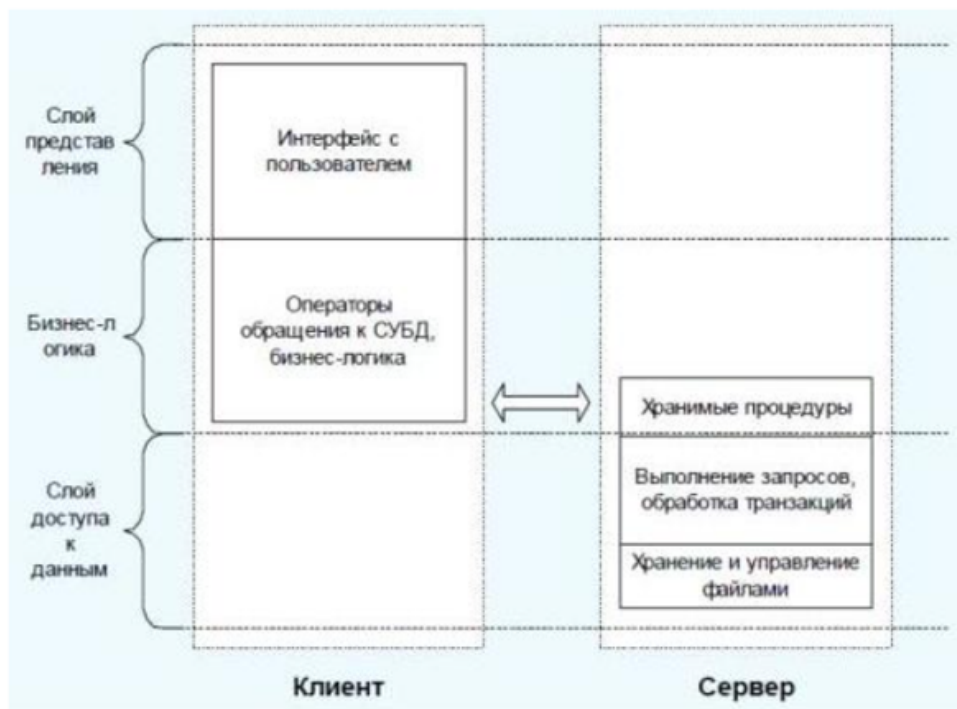 Слой
представ
ления
Интерфейс с
пользователем
Бизнес-л
огика
Операторы
обращения к СУБД,
бизнес-логика
Хранимые процедуры
Слой
доступа
к
данным
Выполнение запросов,
обработка транзакций
Хранение и управление
файлами
Клиент
Сервер